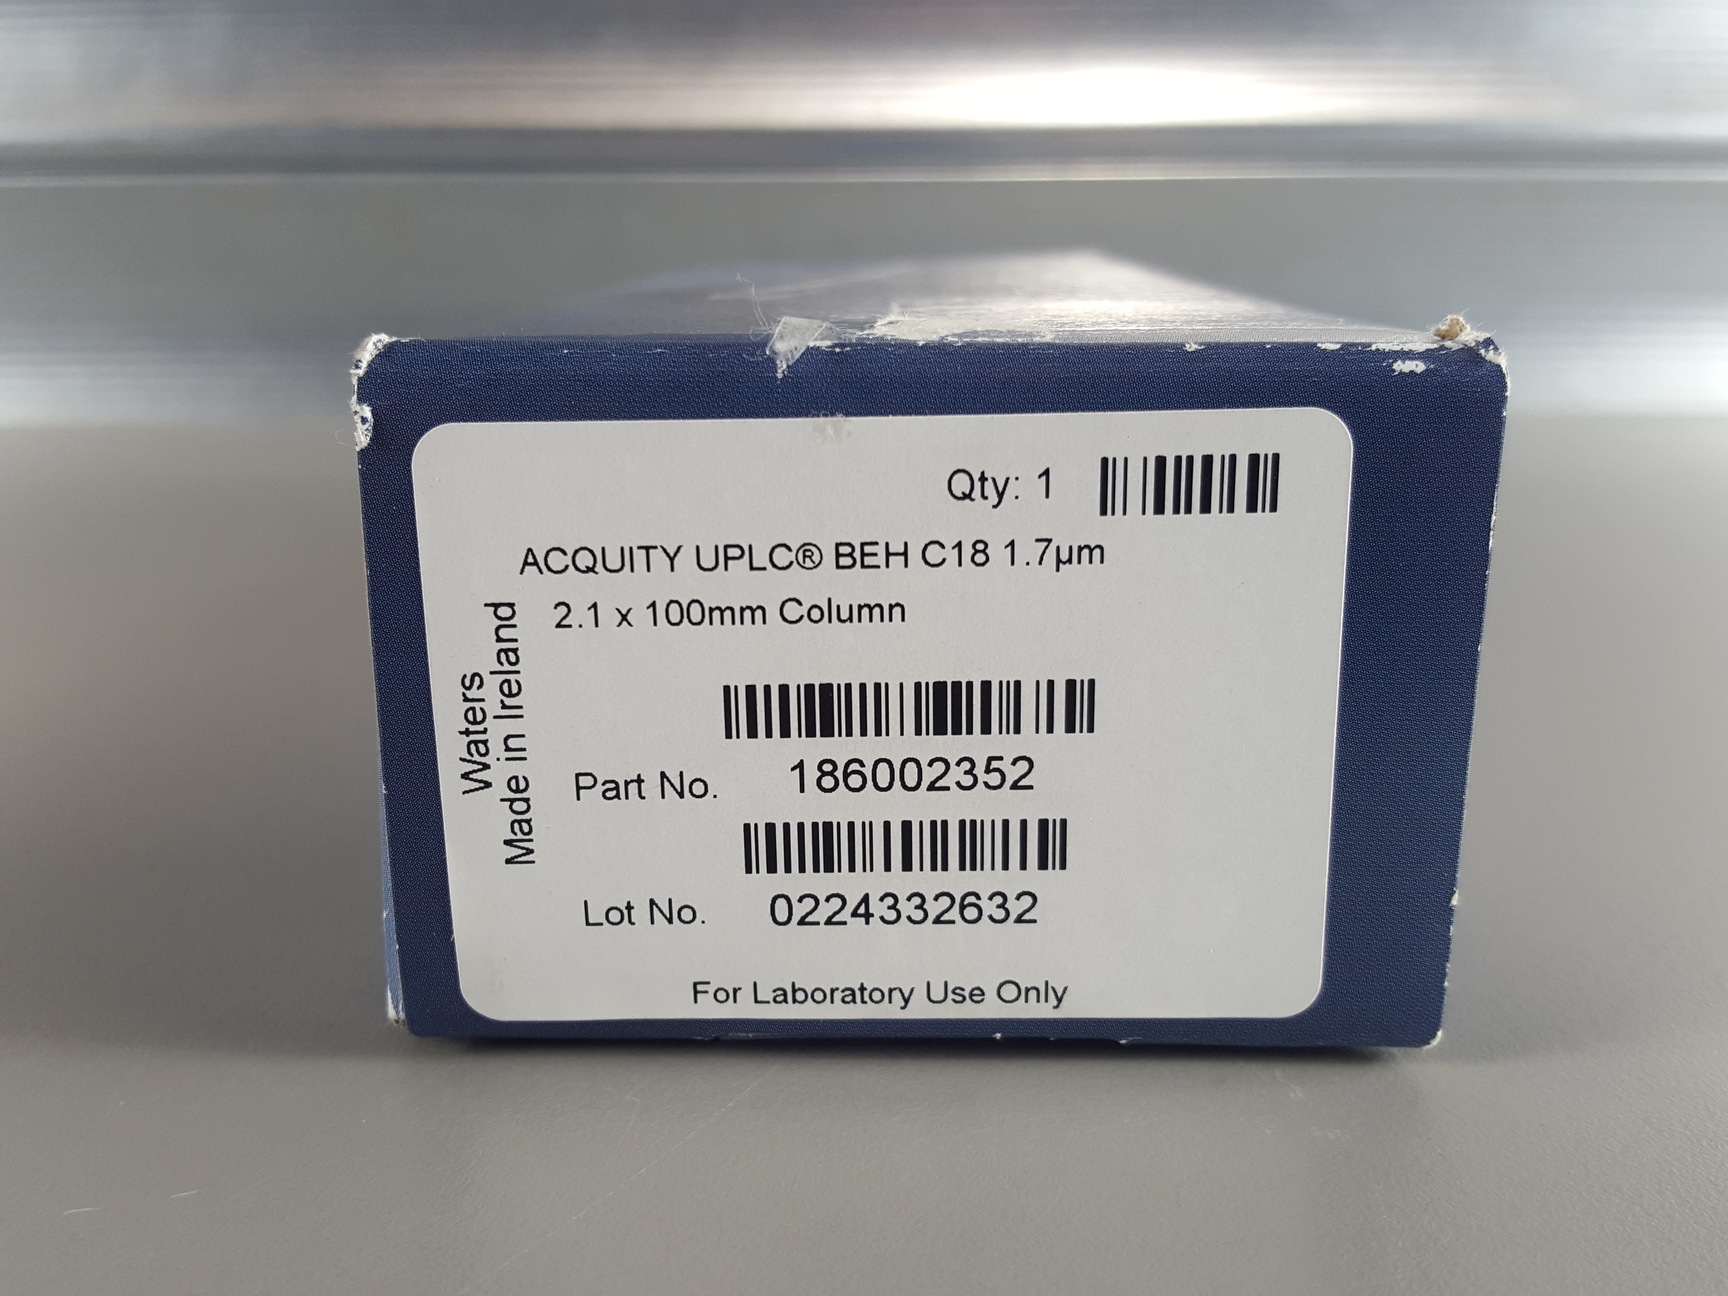 Qty: 1
ACQUITY UPLC® BEH C18 1.7µm
2.1 x 100mm Column
Waters
Made in Ireland
Part No. 186002352
Lot No. 0224332632
For Laboratory Use Only